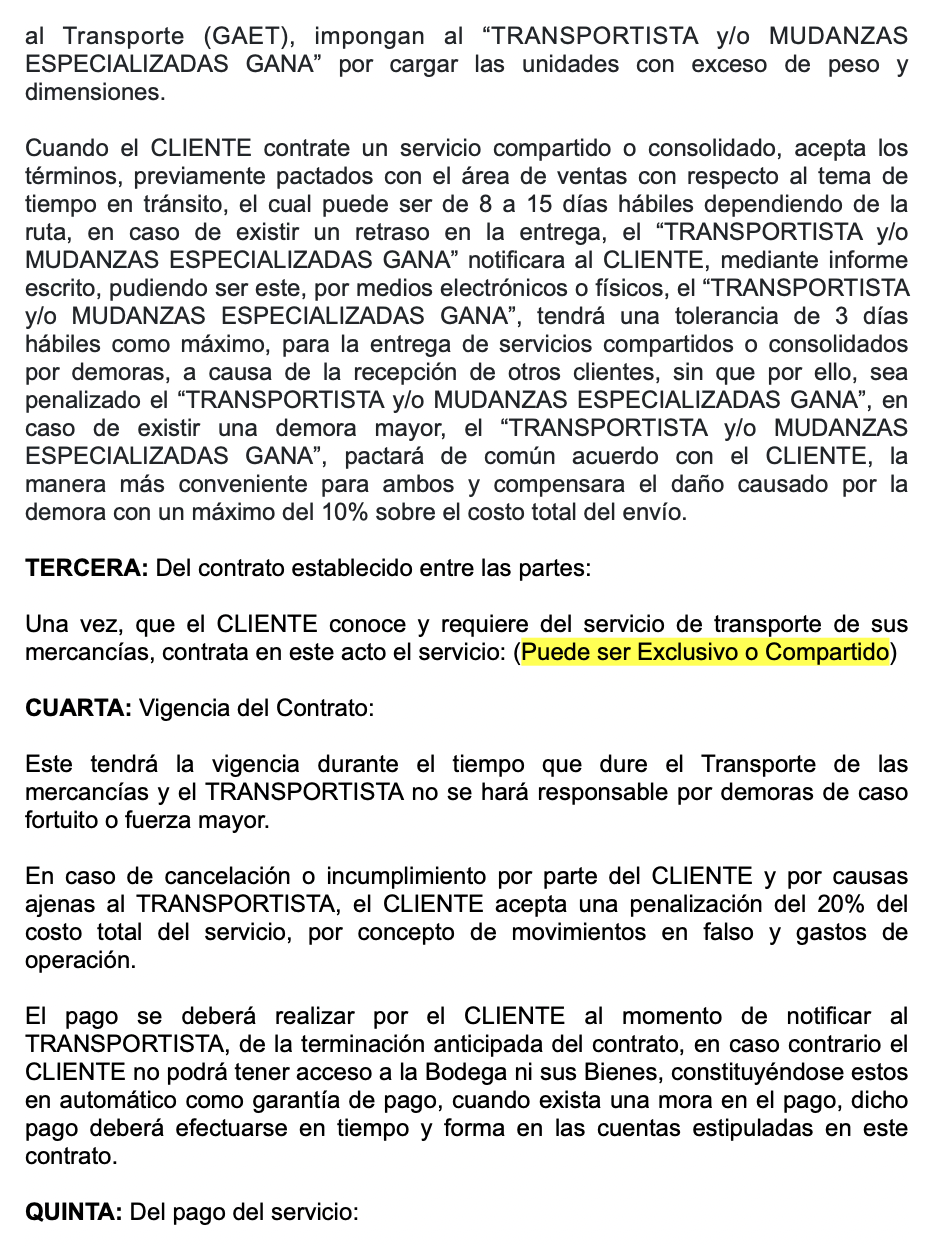 al Transporte (GAET), impongan al “TRANSPORTISTA y/o MUDANZAS
ESPECIALIZADAS GANA” por cargar las unidades con exceso de peso y
dimensiones.
Cuando el CLIENTE contrate un servicio compartido o consolidado, acepta los
términos, previamente pactados con el área de ventas con respecto al tema de
tiempo en tránsito, el cual puede ser de 8 a 15 días hábiles dependiendo de la
ruta, en caso de existir un retraso en la entrega, el “TRANSPORTISTA y/o
MUDANZAS ESPECIALIZADAS GANA” notificara al CLIENTE, mediante informe
escrito, pudiendo ser este, por medios electrónicos o físicos, el “TRANSPORTISTA
y/o MUDANZAS ESPECIALIZADAS GANA”, tendrá una tolerancia de 3 días
hábiles como máximo, para la entrega de servicios compartidos o consolidados
por demoras, a causa de la recepción de otros clientes, sin que por ello, sea
penalizado el “TRANSPORTISTA y/o MUDANZAS ESPECIALIZADAS GANA”, en
caso de existir una demora mayor, el “TRANSPORTISTA y/o MUDANZAS
ESPECIALIZADAS GANA”, pactará de común acuerdo con el CLIENTE, la
manera más conveniente para ambos y compensara el daño causado por la
demora con un máximo del 10% sobre el costo total del envío.
TERCERA: Del contrato establecido entre las partes:
Una vez, que el CLIENTE conoce y requiere del servicio de transporte de sus
mercancías, contrata en este acto el servicio: (Puede ser Exclusivo o Compartido)
CUARTA: Vigencia del Contrato:
Este tendrá la vigencia durante el tiempo que dure el Transporte de las
mercancías y el TRANSPORTISTA no se hará responsable por demoras de caso
fortuito o fuerza mayor.
En caso de cancelación o incumplimiento por parte del CLIENTE y por causas
ajenas al TRANSPORTISTA, el CLIENTE acepta una penalización del 20% del
costo total del servicio, por concepto de movimientos en falso y gastos de
operación.
El pago se deberá realizar por el CLIENTE al momento de notificar al
TRANSPORTISTA, de la terminación anticipada del contrato, en caso contrario el
CLIENTE no podrá tener acceso a la Bodega ni sus Bienes, constituyéndose estos
en automático como garantía de pago, cuando exista una mora en el pago, dicho
pago deberá efectuarse en tiempo y forma en las cuentas estipuladas en este
contrato.
QUINTA: Del pago del servicio: